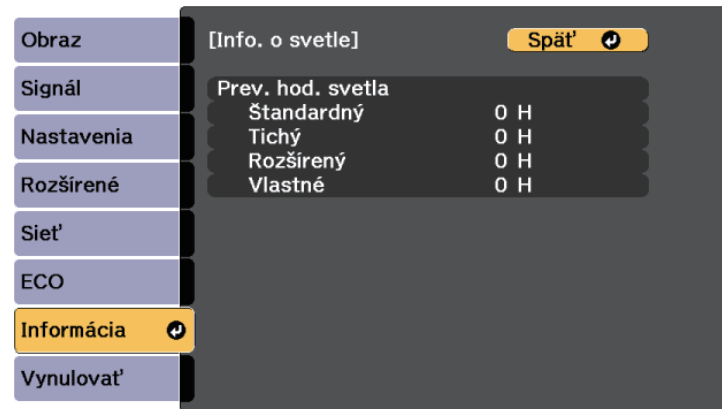 Obraz
Signál
Nastavenia
Rozšírené
Sieť
ECO
Informácia
Vynulovať
[Info. o svetle] Späť
Prev. hod. svetla
Štandardný 0 H
Tichý 0 H
Rozšírený 0 H
Vlastné 0 H